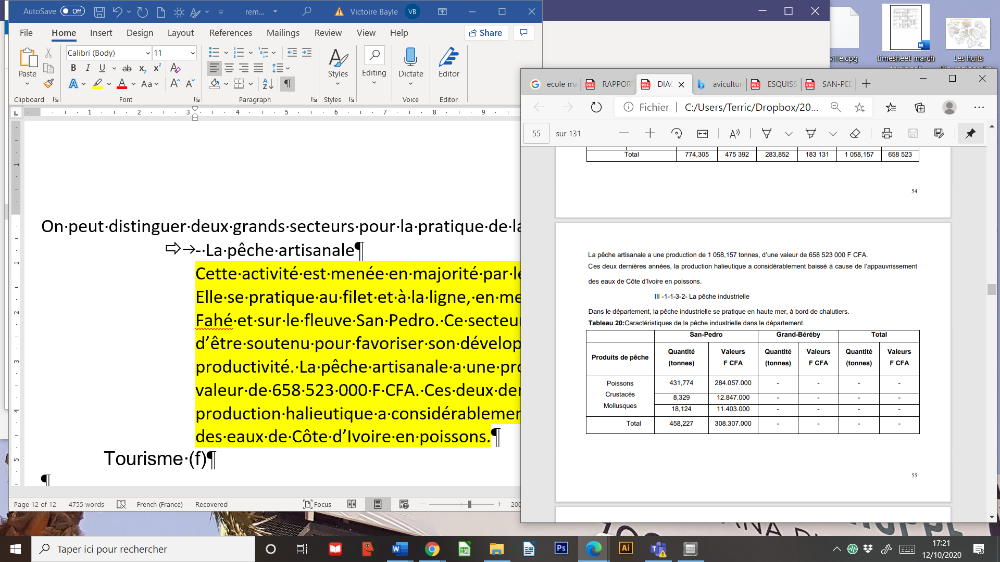 AutoSave Off rem... Victoire Bayle VB
File Home Insert Design Layout References Mailings Review View Help Share
Paste Calibri (Body) 11 Styles Editing Dictate Editor
Clipboard Font Paragraph Styles Voice Editor
1 2 3 4 5 6 7 8 9
On·peut·distinguer·deux·grands·secteurs·pour·la·pratique·de·la
-·La·pêche·artisanale¶
Cette·activité·est·menée·en·majorité·par·le
Elle·se·pratique·au·filet·et·à·la·ligne,·en·me
Fahé·et·sur·le·fleuve·San·Pedro.·Ce·secteur
d’être·soutenu·pour·favoriser·son·dévelop
productivité.·La·pêche·artisanale·a·une·pro
valeur·de·658·523·000·F·CFA.·Ces·deux·der
production·halieutique·a·considérablemen
des·eaux·de·Côte·d’Ivoire·en·poissons.¶
Tourisme·(f)¶
¶
Page 12 of 12 4755 words French (France) Recovered Focus 200
ville.cpg timesheet march Les huits
ecole ma RAPPORT DIAG avicultur ESQUISS SAN-PED
Fichier C:/Users/Terric/Dropbox/20...
55 sur 131
Total 774,305 475 392 283,852 183 131 1 058,157 658 523
54
La pêche artisanale a une production de 1 058,157 tonnes, d’une valeur de 658 523 000 F CFA.
Ces deux dernières années, la production halieutique a considérablement baissé à cause de l’appauvrissement
des eaux de Côte d’Ivoire en poissons.
III -1-1-3-2- La pêche industrielle
Dans le département, la pêche industrielle se pratique en haute mer, à bord de chalutiers.
Tableau 20:Caractéristiques de la pêche industrielle dans le département.
San-Pedro Grand-Béréby Total
Produits de pêche Quantité (tonnes) Valeurs F CFA Quantité (tonnes) Valeurs F CFA Quantité (tonnes) Valeurs F CFA
Poissons 431,774 284.057.000 - - - -
Crustacés 8,329 12.847.000 - - - -
Mollusques 18,124 11.403.000 - - - -
Total 458,227 308.307.000 - - - -
55
Taper ici pour rechercher
17:21
12/10/2020